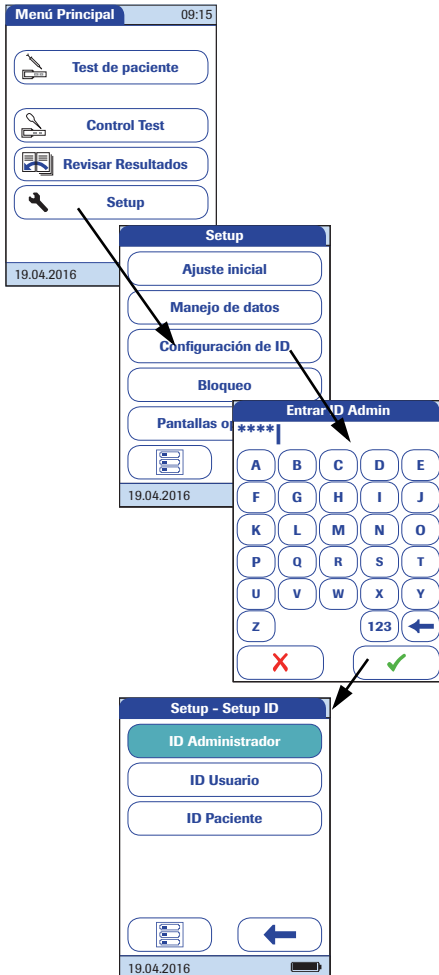 Menú Principal 09:15
Test de paciente
Control Test
Revisar Resultados
Setup
19.04.2016
Setup
Ajuste inicial
Manejo de datos
Configuración de ID
Bloqueo
Pantallas op
19.04.2016
Entrar ID Admin
****
A B C D E
F G H I J
K L M N O
P Q R S T
U V W X Y
Z 123
Setup - Setup ID
ID Administrador
ID Usuario
ID Paciente
19.04.2016